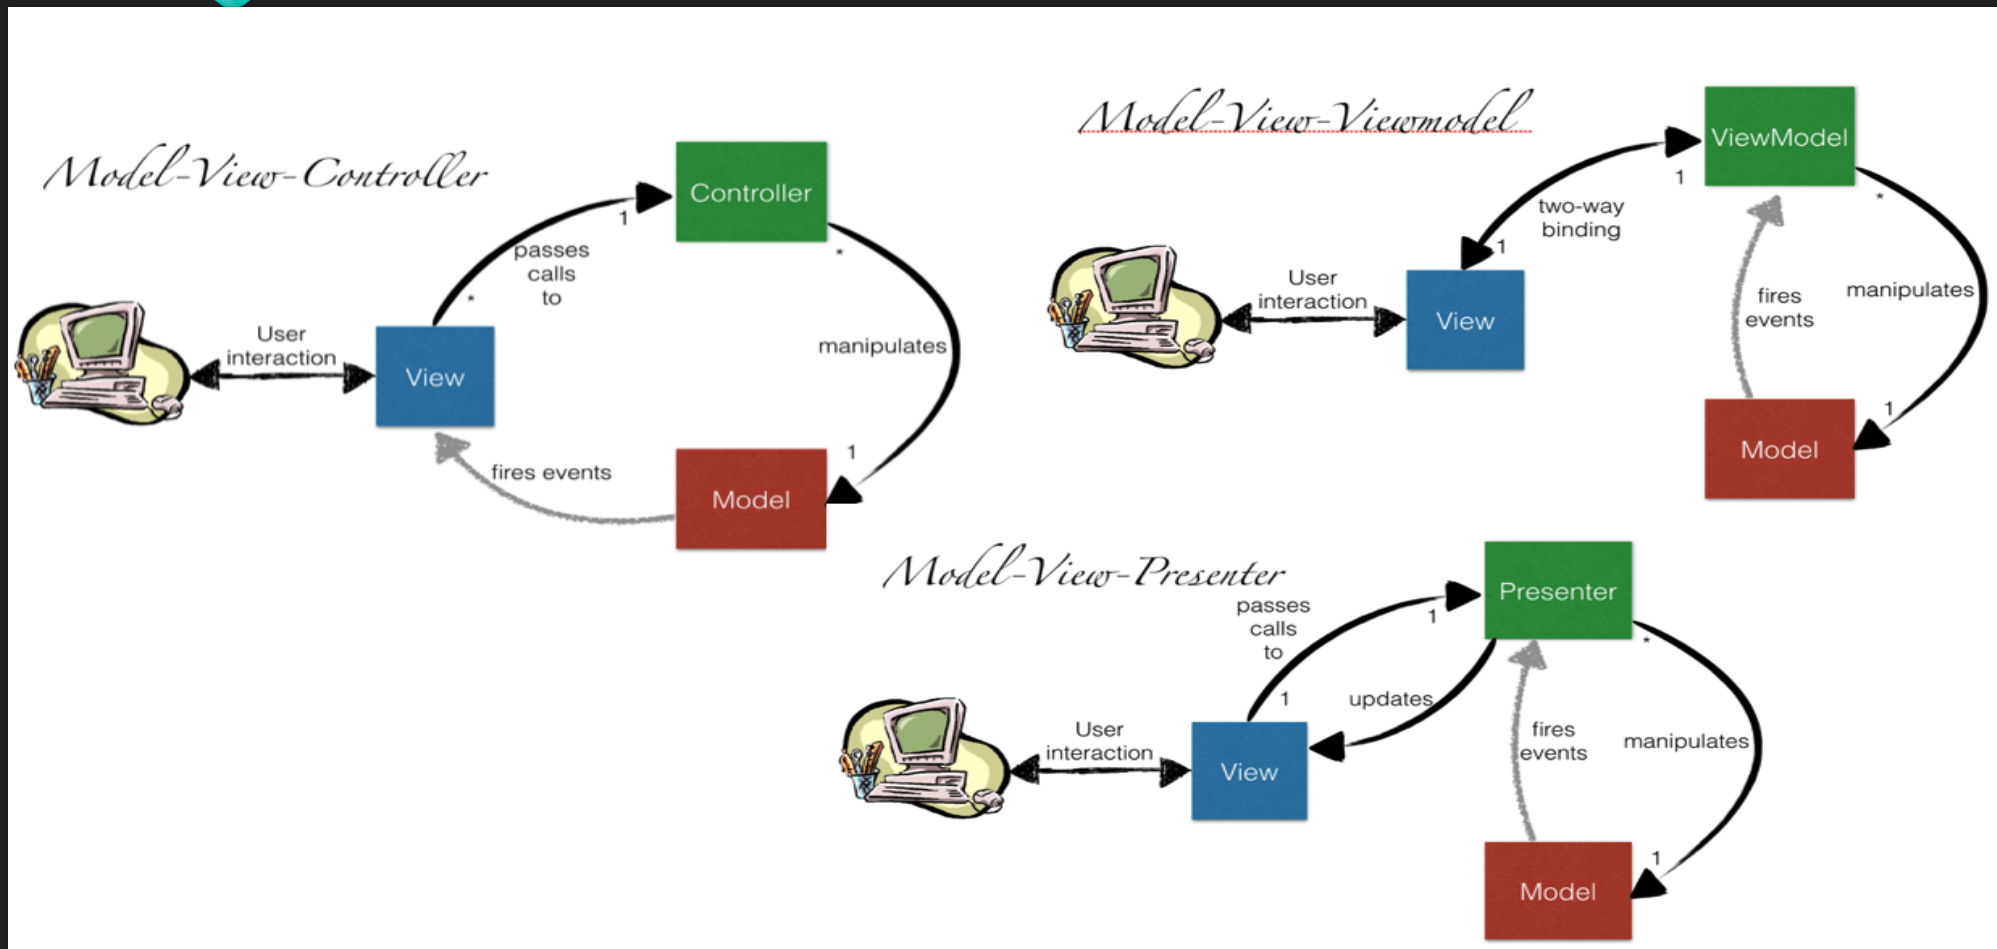 Model-View-Controller
Controller
1
passes
calls
to
*
*
User
interaction
View
manipulates
1
fires events
Model
Model-View-Viewmodel
ViewModel
1
*
two-way
binding
1
User
interaction
View
fires
events
manipulates
1
Model
Model-View-Presenter
Presenter
passes
calls
to
1
*
1
updates
User
interaction
View
fires
events
manipulates
1
Model